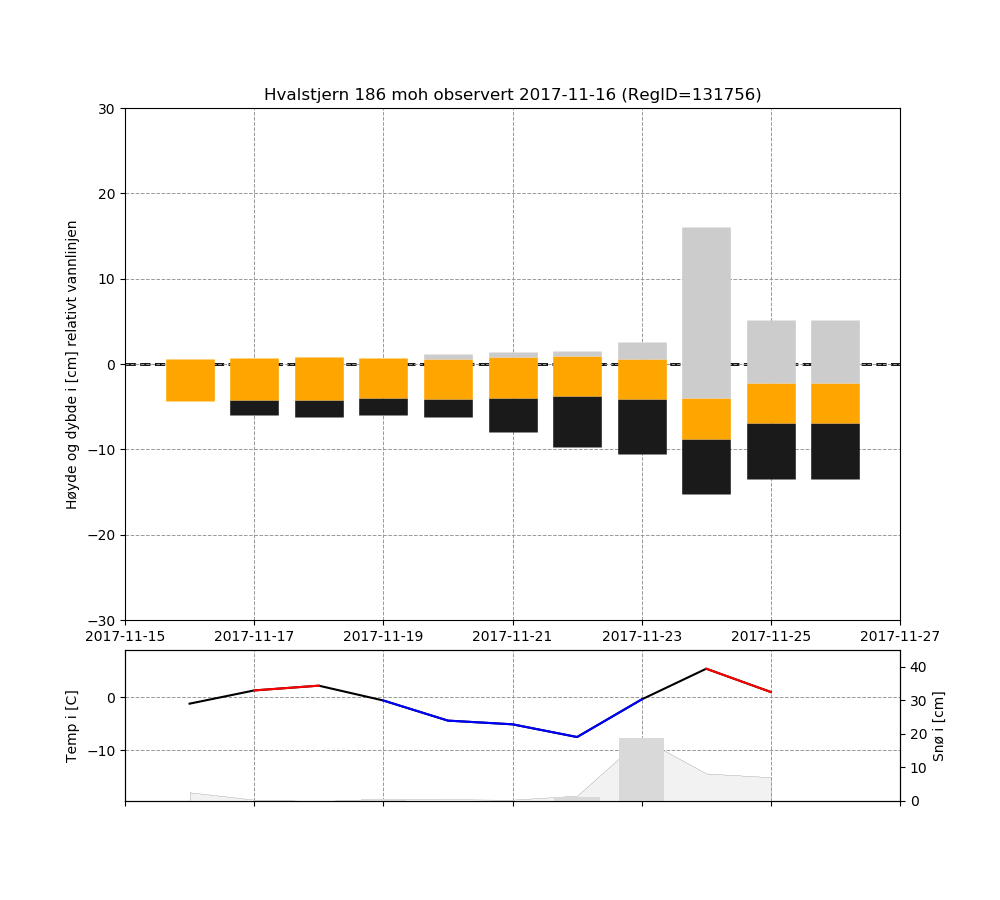 Hvalstjern 186 moh observert 2017-11-16 (RegID=131756)
Høyde og dybde i [cm] relativt vannlinjen
30
20
10
0
−10
−20
−30
2017-11-15 2017-11-17 2017-11-19 2017-11-21 2017-11-23 2017-11-25 2017-11-27
Temp i [C]
0
−10
40
30
20
10
0
Snø i [cm]